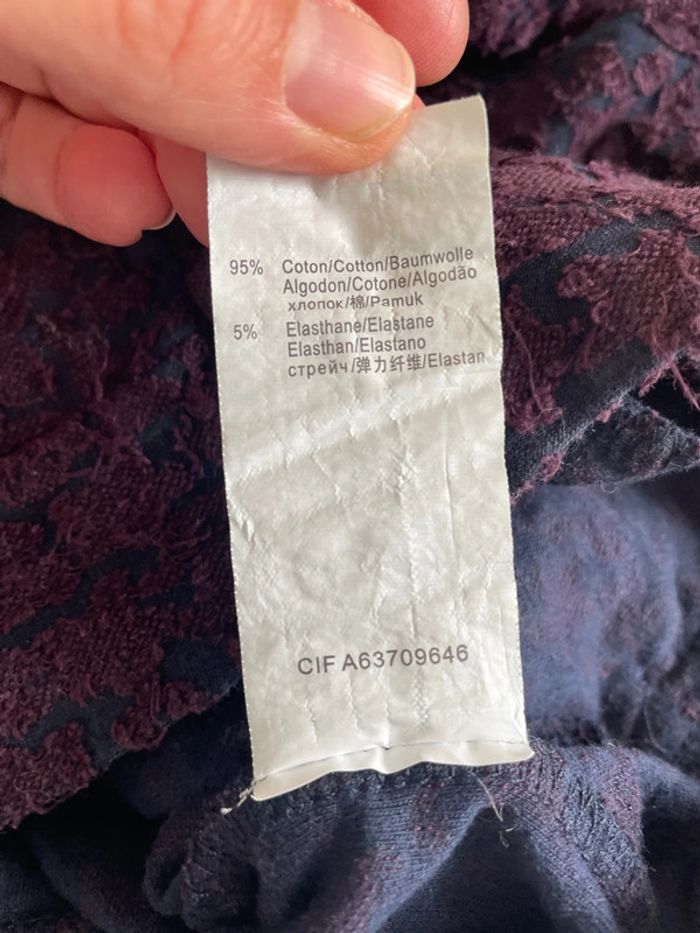 95% Coton/Cotton/Baumwolle
Algodon/Cotone/Algodão
хлопок/棉/Pamuk
5% Elasthane/Elastane
Elasthan/Elastano
стрейч/弹力纤维/Elastan
CIF A63709646